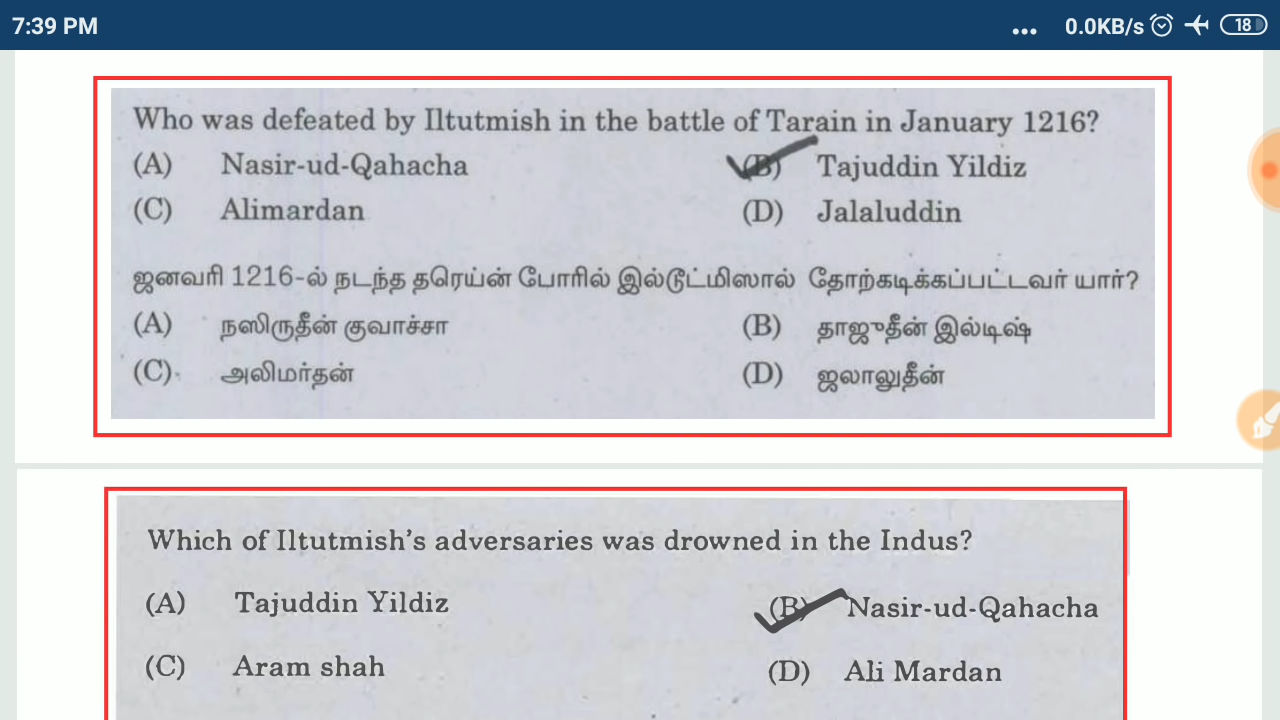 7:39 PM ... 0.0KB/s 18
Who was defeated by Iltutmish in the battle of Tarain in January 1216?
(A) Nasir-ud-Qahacha (B) Tajuddin Yildiz
(C) Alimardan (D) Jalaluddin
ஜனவரி 1216-ல் நடந்த தரெய்ன் போரில் இல்டூட்மிஸால் தோற்கடிக்கப்பட்டவர் யார்?
(A) நஸிருதீன் குவாச்சா (B) தாஜுதீன் இல்டிஷ்
(C) அலிமர்தன் (D) ஜலாலுதீன்
Which of Iltutmish's adversaries was drowned in the Indus?
(A) Tajuddin Yildiz (B) Nasir-ud-Qahacha
(C) Aram shah (D) Ali Mardan